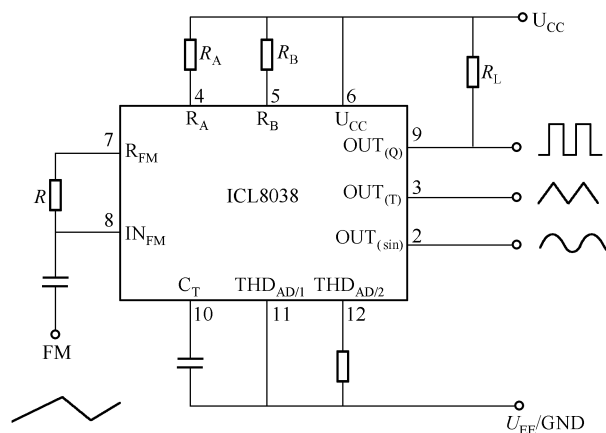 U_CC
R_A R_B R_L
4 5 6
R_A R_B U_CC
7 R_FM OUT_(Q) 9
R ICL8038 OUT_(T) 3
8 IN_FM OUT_(sin) 2
C_T THD_AD/1 THD_AD/2
10 11 12
FM
U_EE/GND